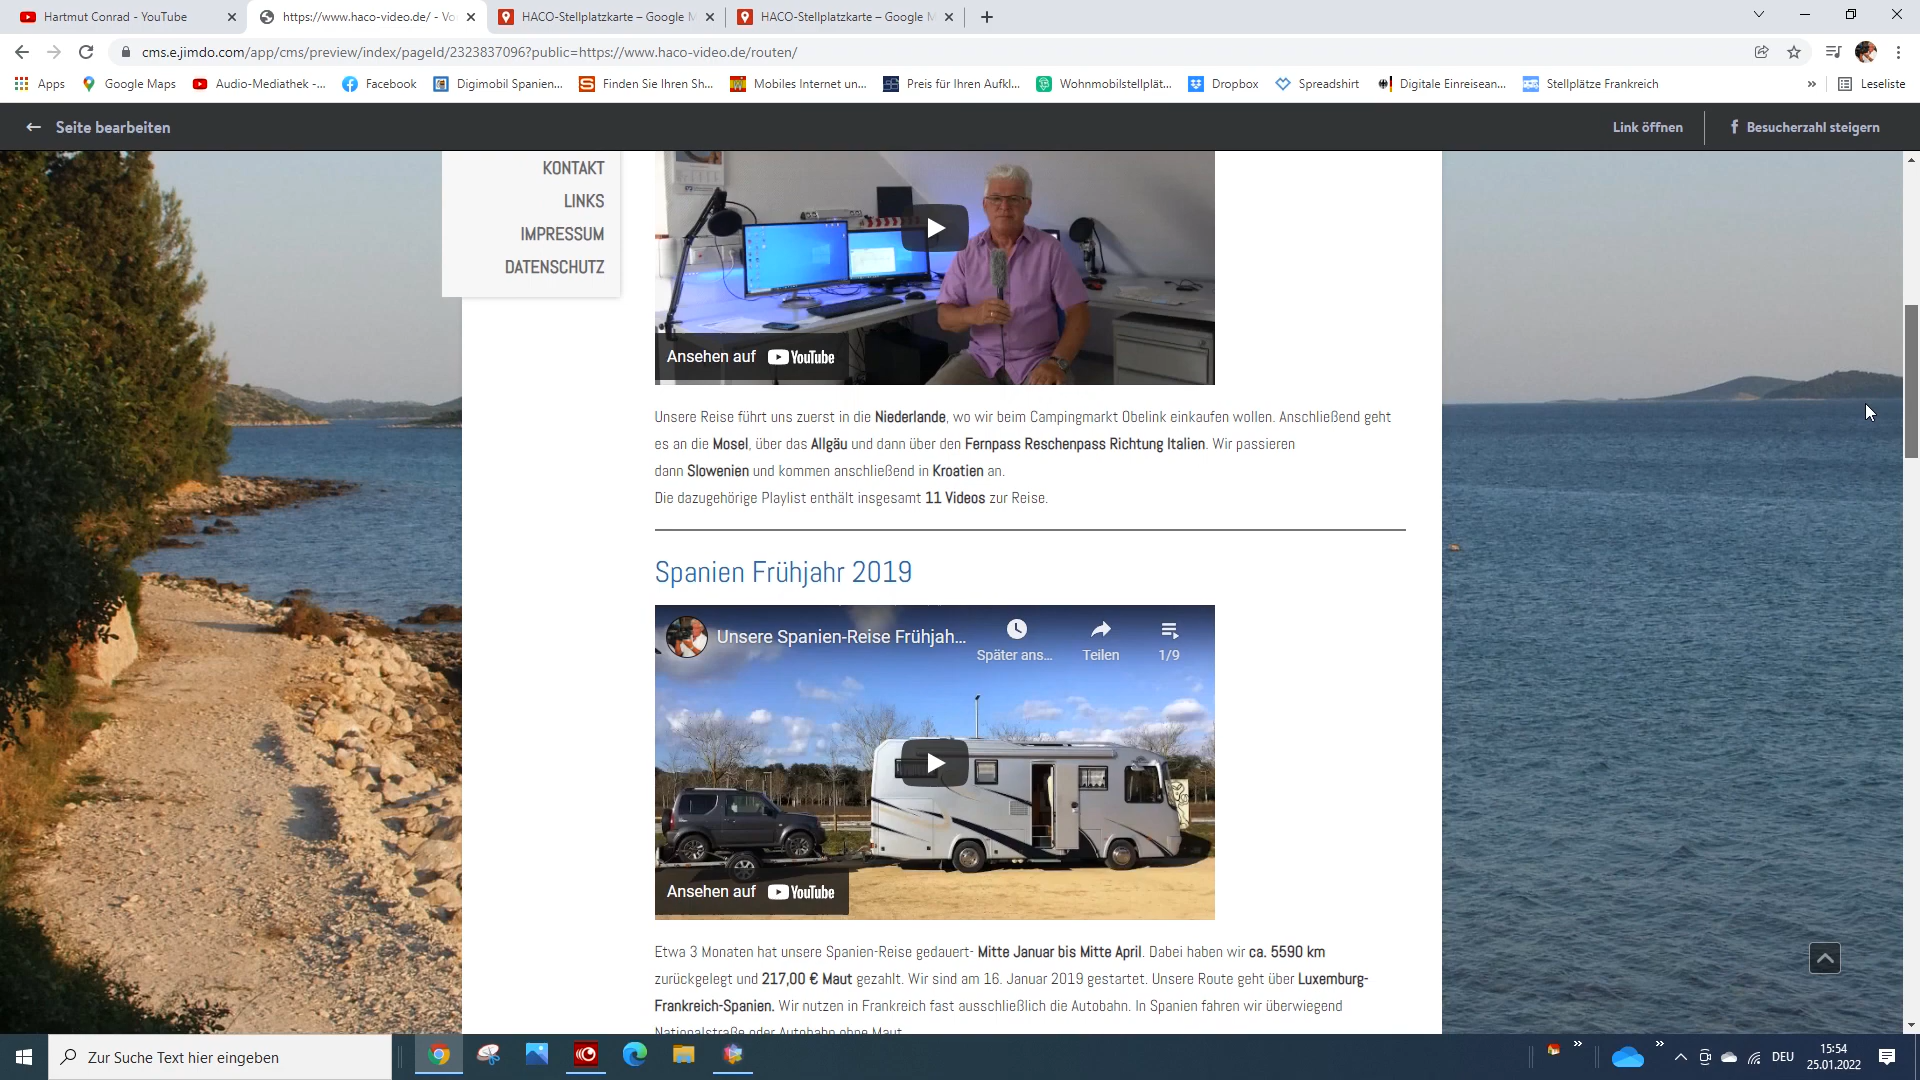 Hartmut Conrad - YouTube
https://www.haco-video.de/ - Vo
HACO-Stellplatzkarte – Google M
HACO-Stellplatzkarte – Google M
cms.e.jimdo.com/app/cms/preview/index/pageId/2323837096?public=https://www.haco-video.de/routen/
Apps
Google Maps
Audio-Mediathek -...
Facebook
Digimobil Spanien...
Finden Sie Ihren Sh...
Mobiles Internet un...
Preis für Ihren Aufkl...
Wohnmobilstellplät...
Dropbox
Spreadshirt
Digitale Einreisean...
Stellplätze Frankreich
»
Leseliste
← Seite bearbeiten
Link öffnen
f Besucherzahl steigern
KONTAKT
LINKS
IMPRESSUM
DATENSCHUTZ
Ansehen auf YouTube
Unsere Reise führt uns zuerst in die Niederlande, wo wir beim Campingmarkt Obelink einkaufen wollen. Anschließend geht
es an die Mosel, über das Allgäu und dann über den Fernpass Reschenpass Richtung Italien. Wir passieren
dann Slowenien und kommen anschließend in Kroatien an.
Die dazugehörige Playlist enthält insgesamt 11 Videos zur Reise.
Spanien Frühjahr 2019
Unsere Spanien-Reise Frühjah...
Später ans...
Teilen
1/9
Ansehen auf YouTube
Etwa 3 Monaten hat unsere Spanien-Reise gedauert- Mitte Januar bis Mitte April. Dabei haben wir ca. 5590 km
zurückgelegt und 217,00 € Maut gezahlt. Wir sind am 16. Januar 2019 gestartet. Unsere Route geht über Luxemburg-
Frankreich-Spanien. Wir nutzen in Frankreich fast ausschließlich die Autobahn. In Spanien fahren wir überwiegend
Nationalstraße oder Autobahn ohne Maut.
Zur Suche Text hier eingeben
»
»
DEU
15:54
25.01.2022